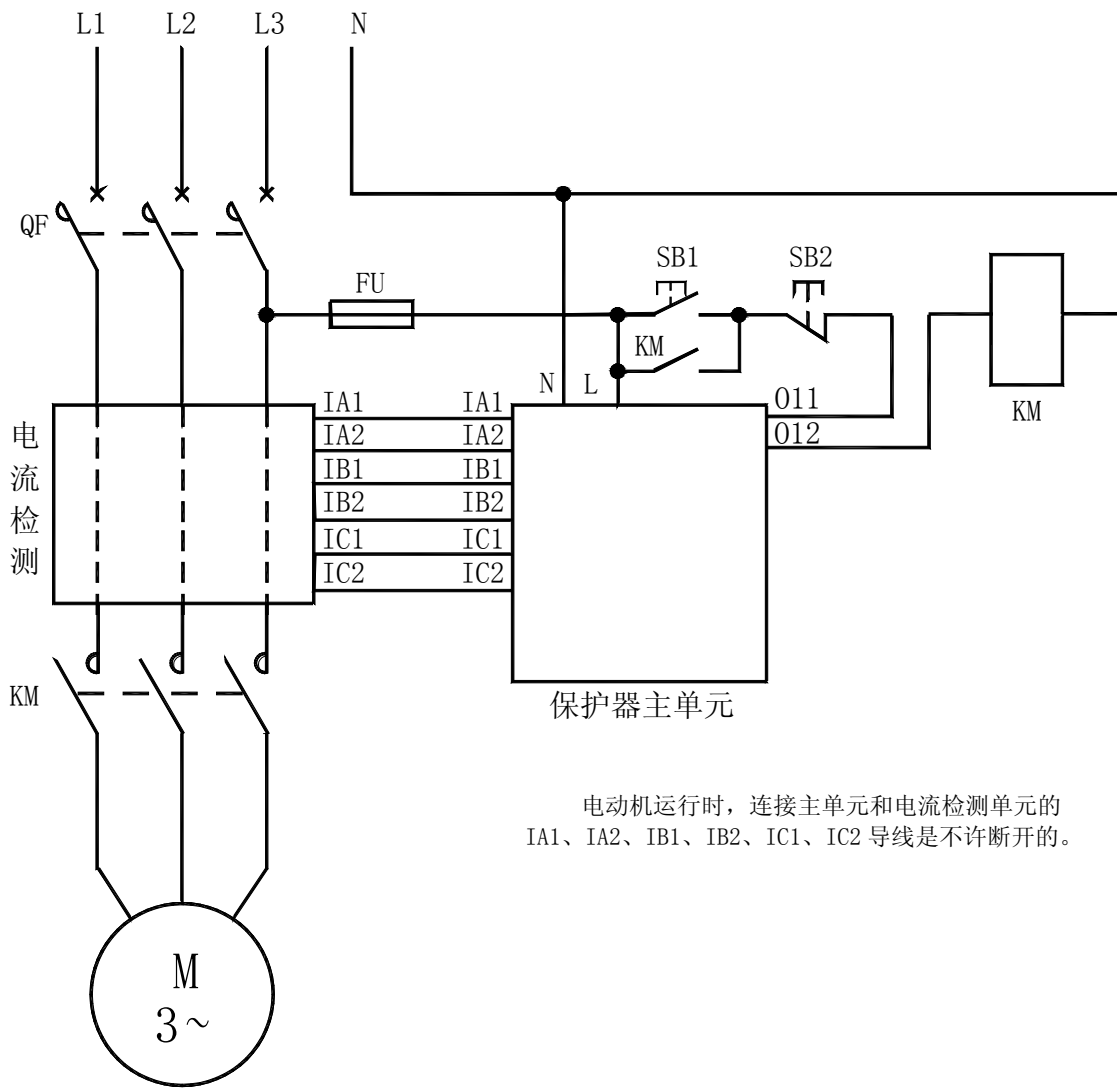 L1 L2 L3 N
QF
FU
SB1 SB2
KM
N L
KM
IA1 IA1
IA2 IA2
IB1 IB1
IB2 IB2
IC1 IC1
IC2 IC2
O11
O12
电流检测
KM
保护器主单元
电动机运行时，连接主单元和电流检测单元的
IA1、IA2、IB1、IB2、IC1、IC2 导线是不许断开的。
M
3~